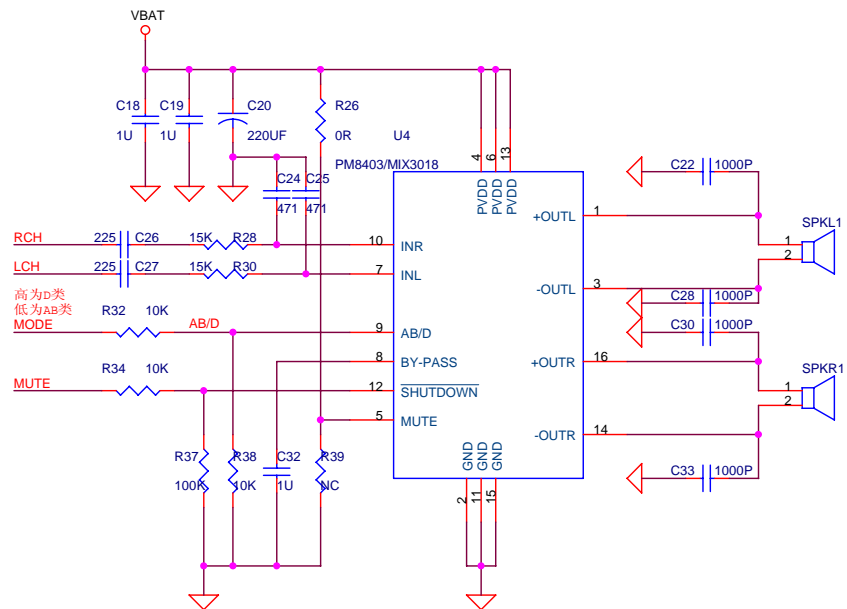 VBAT
C18
1U
C19
1U
C20
220UF
R26
0R
U4
PM8403/MIX3018
C24
471
C25
471
4
6
13
PVDD
PVDD
PVDD
C22
1000P
+OUTL
1
SPKL1
1
2
RCH
225
C26
15K
R28
10
INR
LCH
225
C27
15K
R30
7
INL
-OUTL
3
C28
1000P
C30
1000P
高为D类
低为AB类
MODE
R32
10K
AB/D
9
AB/D
8
BY-PASS
+OUTR
16
SPKR1
1
2
MUTE
R34
10K
12
SHUTDOWN
5
MUTE
-OUTR
14
R37
100K
R38
10K
C32
1U
R39
NC
GND
GND
GND
2
11
15
C33
1000P